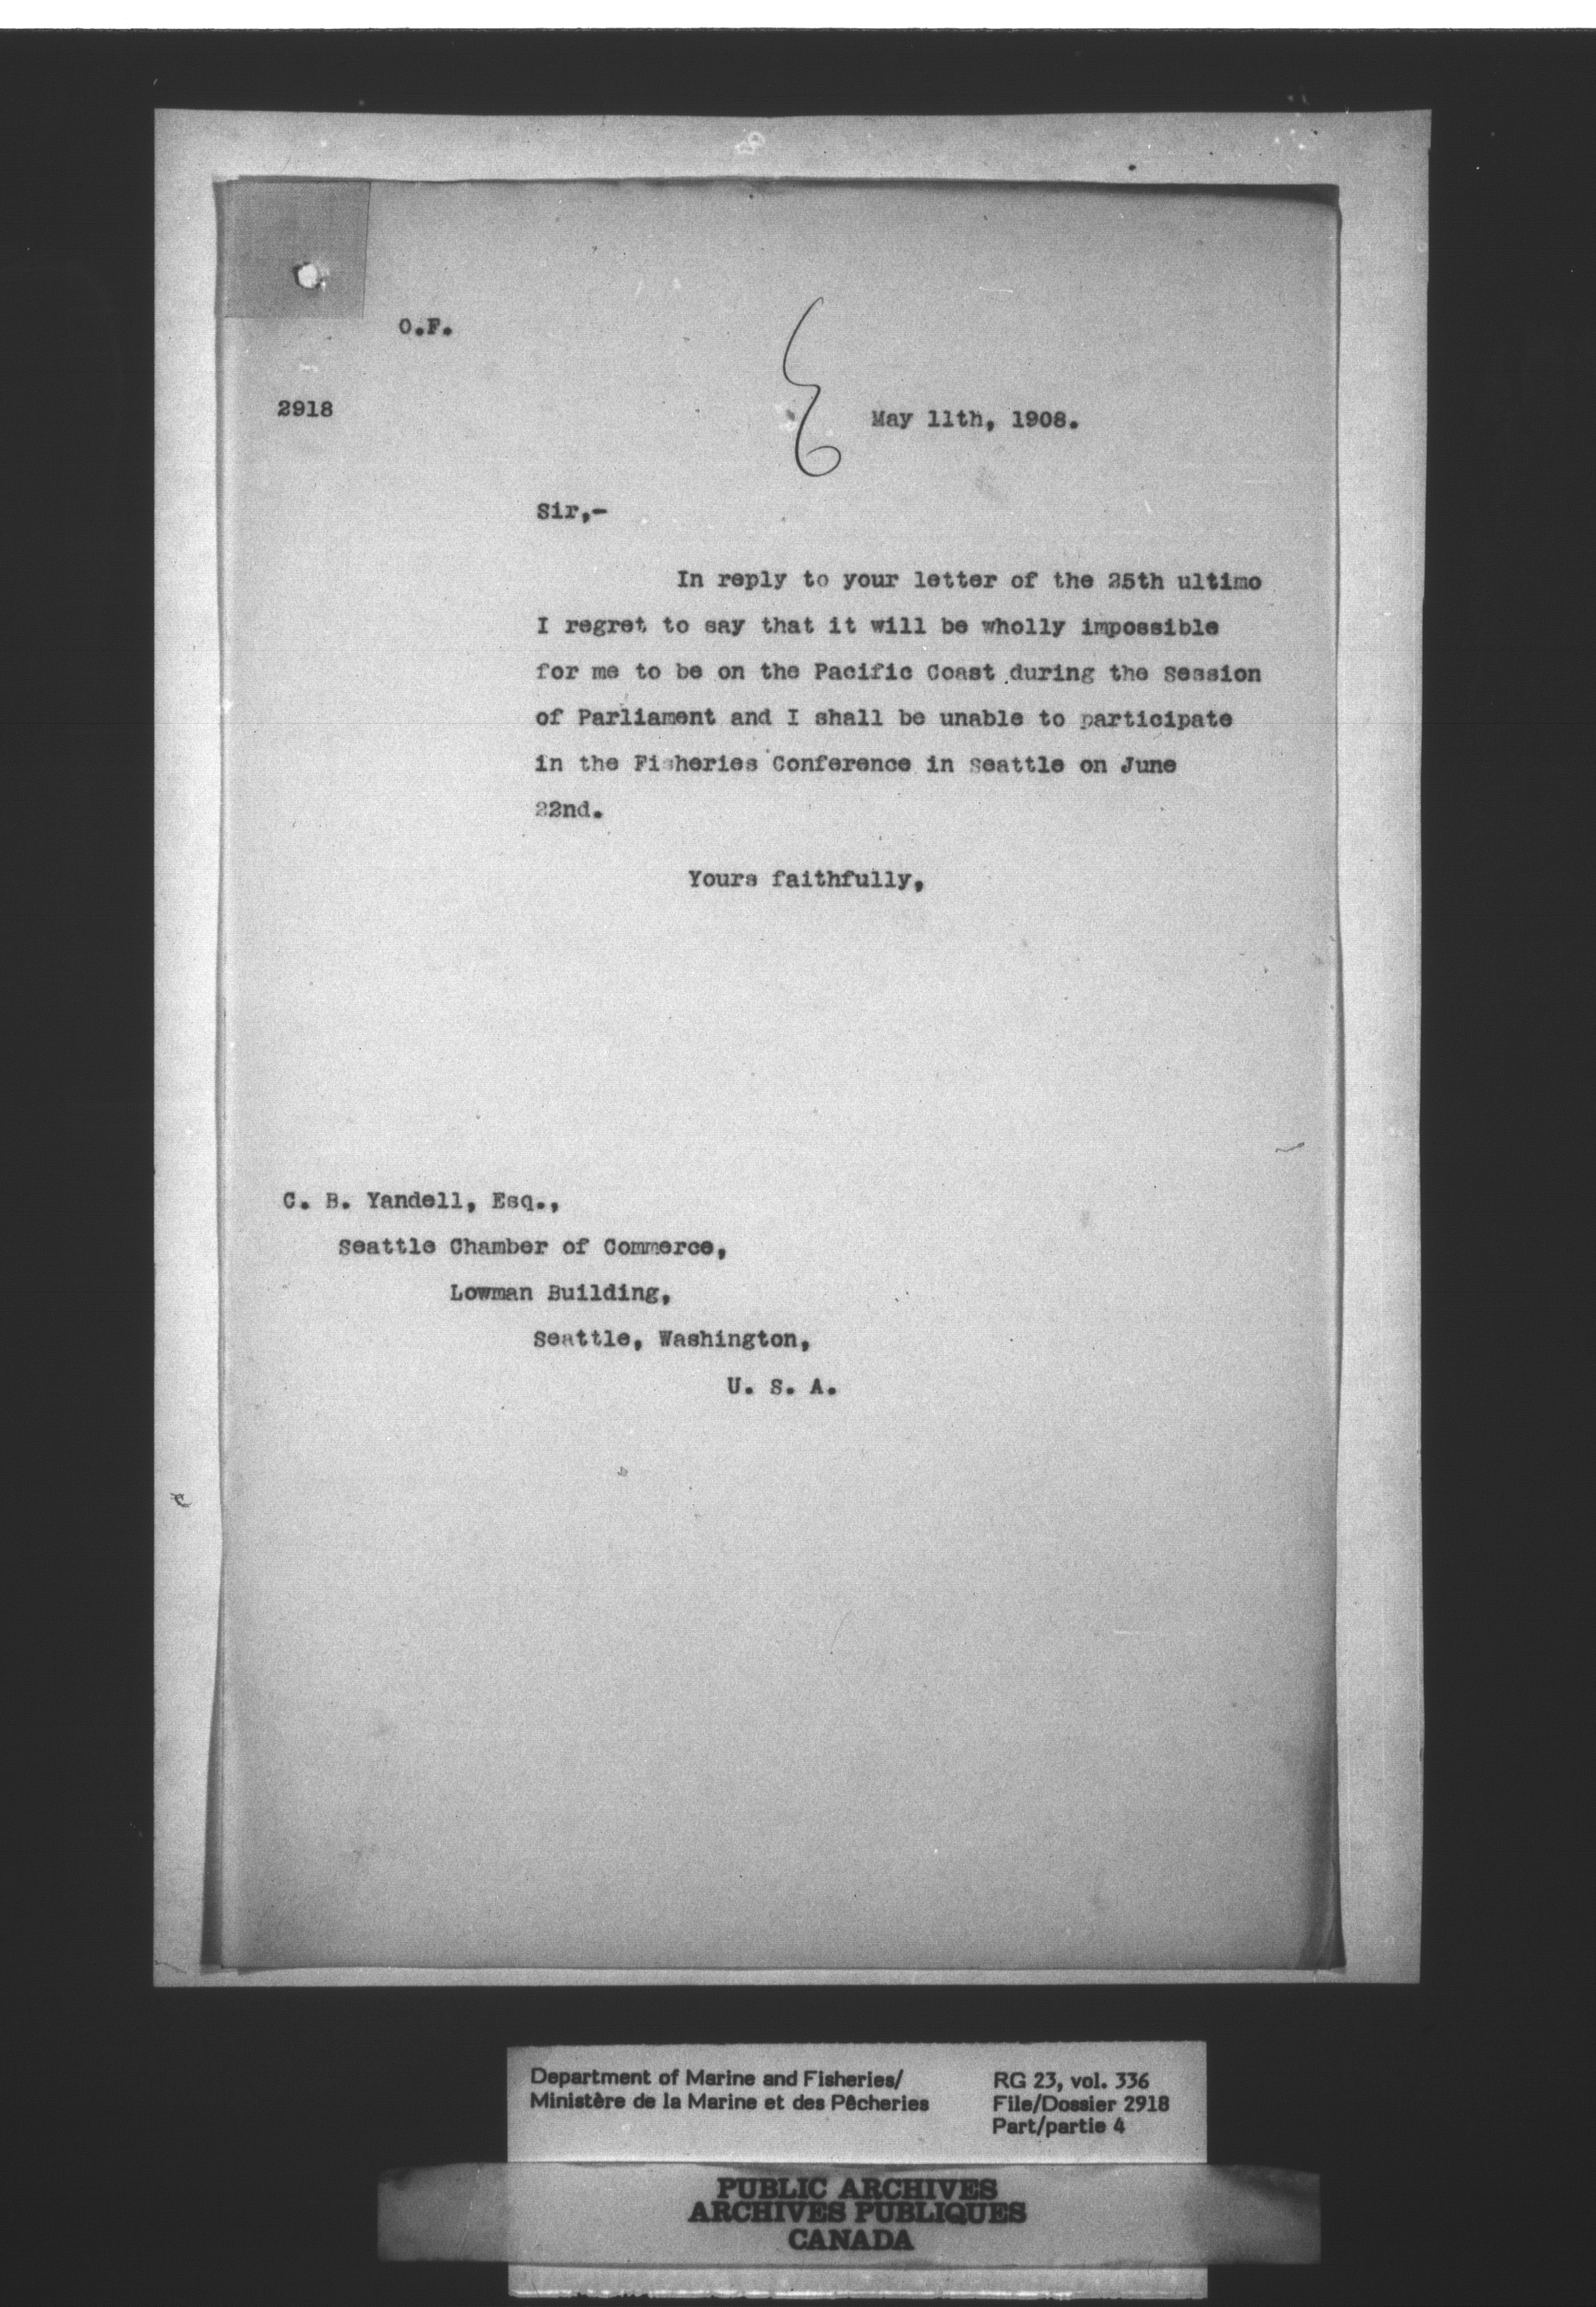 O.F.
2918
May 11th, 1908.
Sir,-
In reply to your letter of the 25th ultimo
I regret to say that it will be wholly impossible
for me to be on the Pacific Coast during the Session
of Parliament and I shall be unable to participate
in the Fisheries Conference in Seattle on June
22nd.
Yours faithfully,
C. B. Yandell, Esq.,
Seattle Chamber of Commerce,
Lowman Building,
Seattle, Washington,
U. S. A.
Department of Marine and Fisheries/
Ministère de la Marine et des Pêcheries
RG 23, vol. 336
File/Dossier 2918
Part/partie 4
PUBLIC ARCHIVES
ARCHIVES PUBLIQUES
CANADA